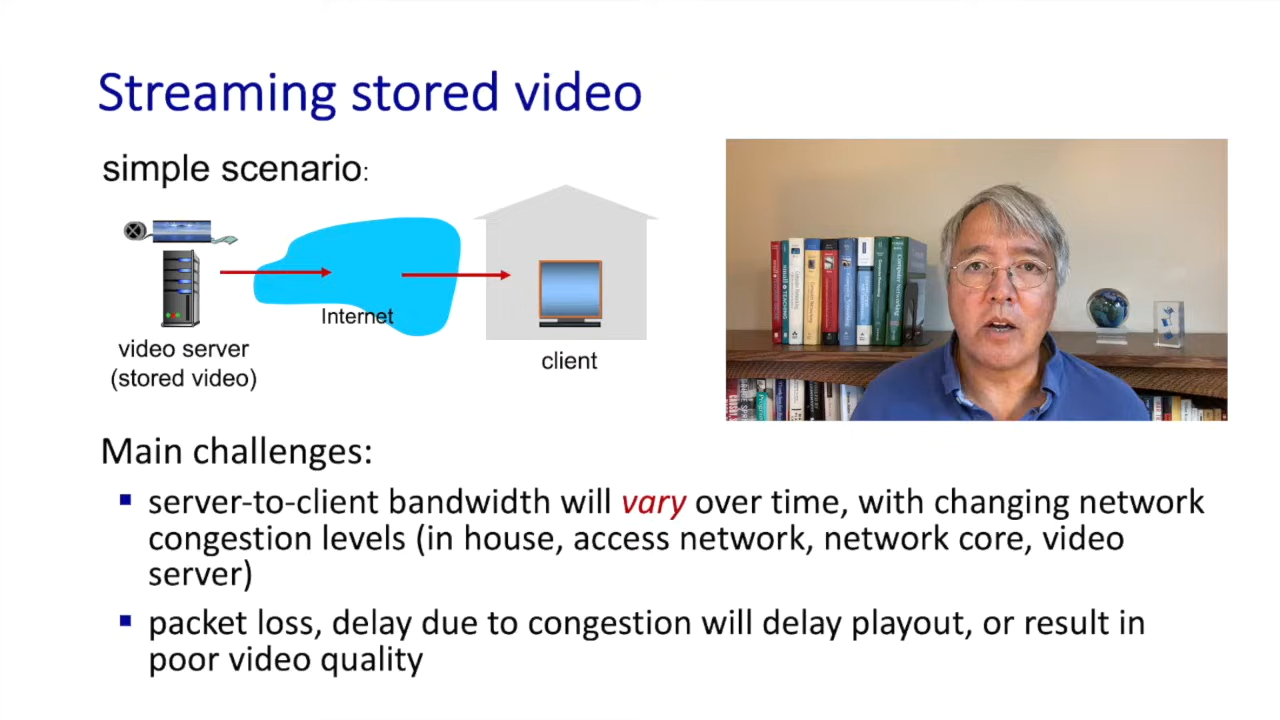 Streaming stored video
simple scenario:
Internet
video server
(stored video)
client
Main challenges:
server-to-client bandwidth will vary over time, with changing network
congestion levels (in house, access network, network core, video
server)
packet loss, delay due to congestion will delay playout, or result in
poor video quality
Computer Networking